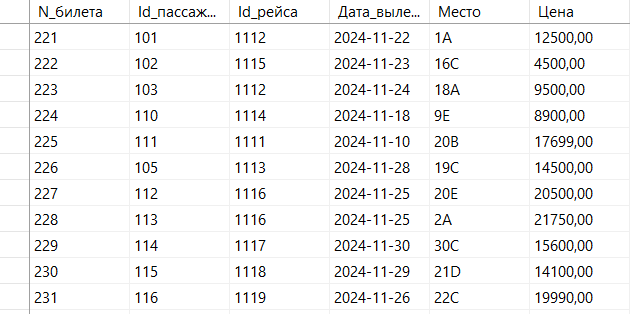 N_билета Id_пассаж... Id_рейса Дата_выле... Место Цена
221 101 1112 2024-11-22 1A 12500,00
222 102 1115 2024-11-23 16C 4500,00
223 103 1112 2024-11-24 18A 9500,00
224 110 1114 2024-11-18 9E 8900,00
225 111 1111 2024-11-10 20B 17699,00
226 105 1113 2024-11-28 19C 14500,00
227 112 1116 2024-11-25 20E 20500,00
228 113 1116 2024-11-25 2A 21750,00
229 114 1117 2024-11-30 30C 15600,00
230 115 1118 2024-11-29 21D 14100,00
231 116 1119 2024-11-26 22C 19990,00